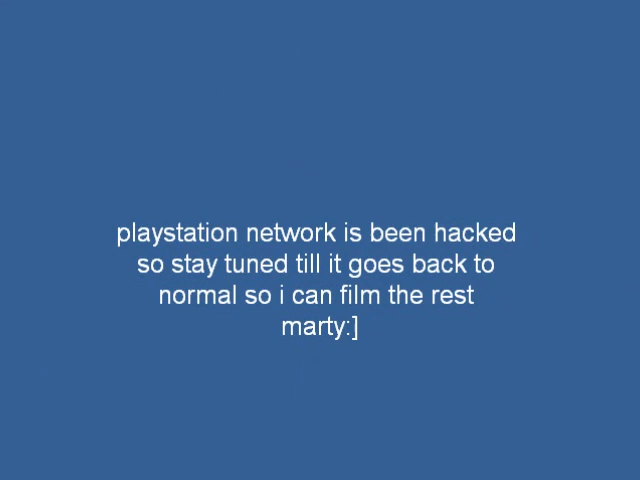 playstation network is been hacked
so stay tuned till it goes back to
normal so i can film the rest
marty:]